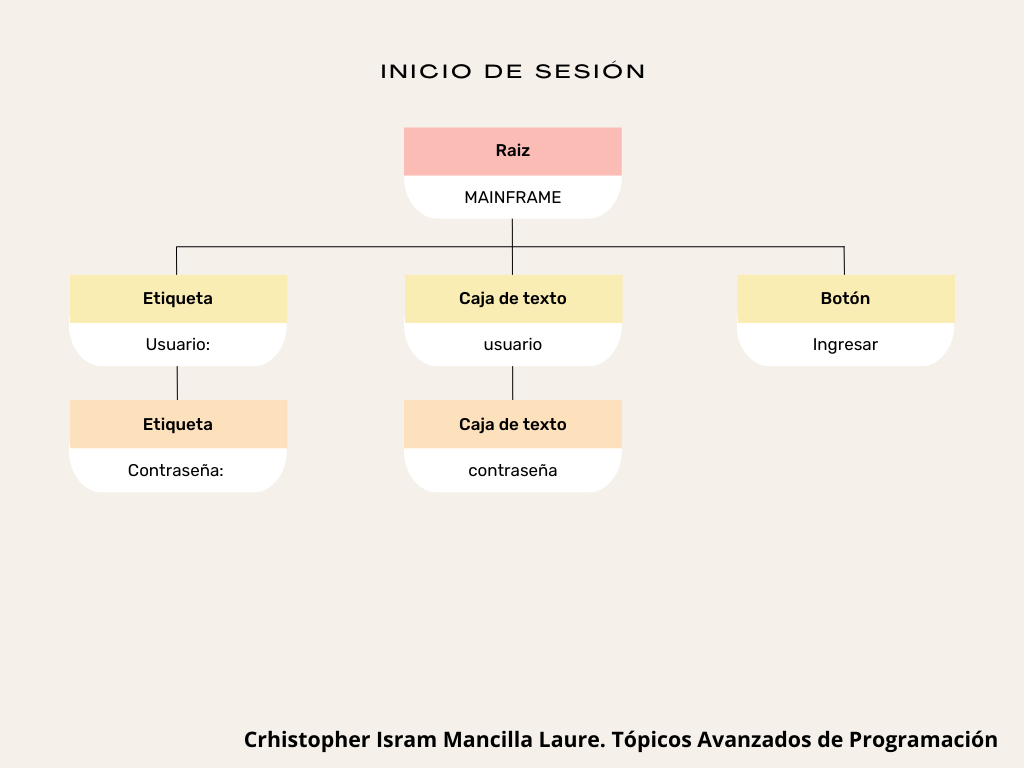 INICIO DE SESIÓN
Raiz
MAINFRAME
Etiqueta
Usuario:
Caja de texto
usuario
Botón
Ingresar
Etiqueta
Contraseña:
Caja de texto
contraseña
Crhistopher Isram Mancilla Laure. Tópicos Avanzados de Programación